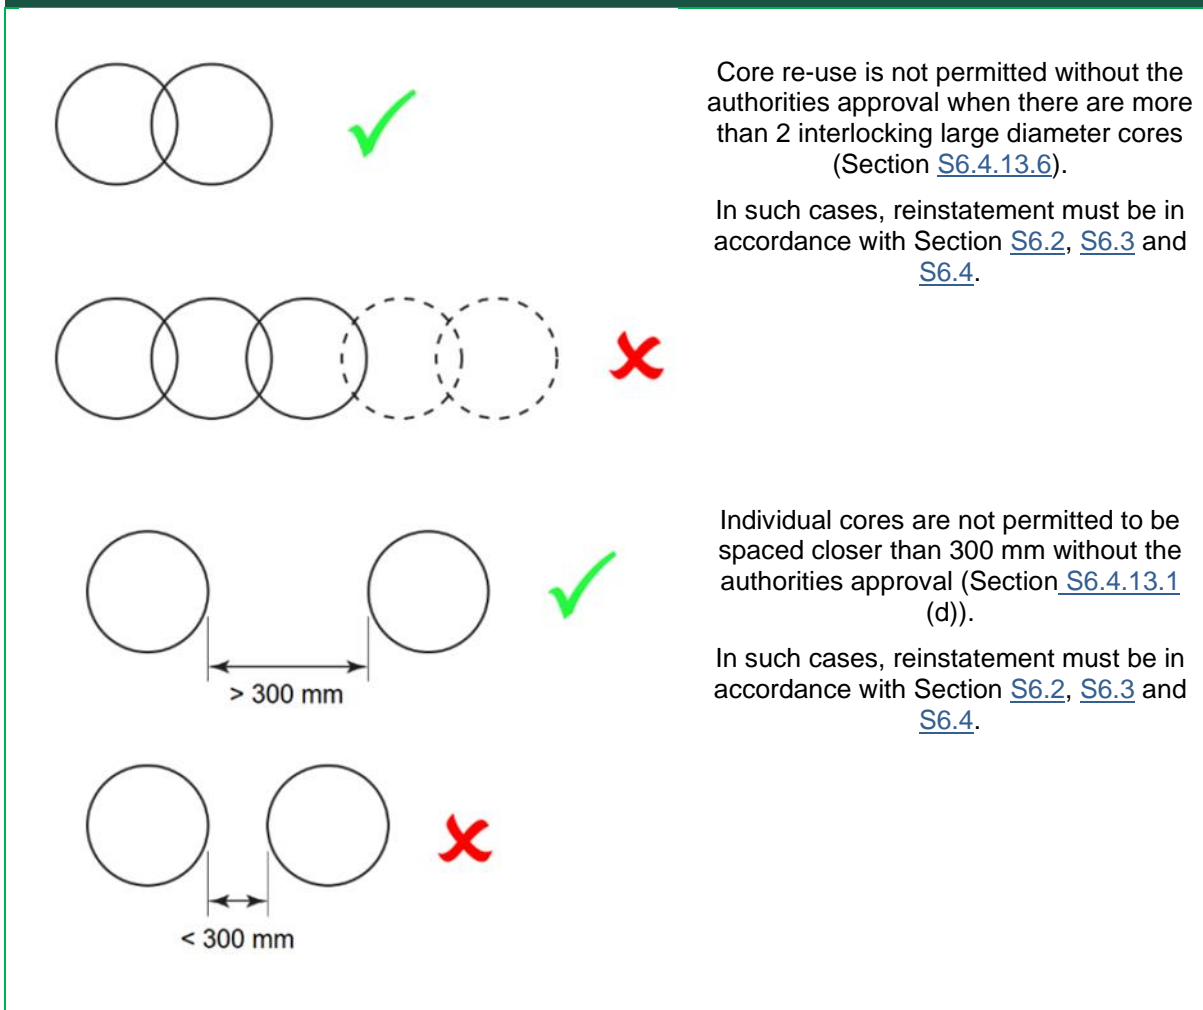 Core re-use is not permitted without the
authorities approval when there are more
than 2 interlocking large diameter cores
(Section S6.4.13.6).
In such cases, reinstatement must be in
accordance with Section S6.2, S6.3 and
S6.4.
Individual cores are not permitted to be
spaced closer than 300 mm without the
authorities approval (Section S6.4.13.1
(d)).
In such cases, reinstatement must be in
accordance with Section S6.2, S6.3 and
S6.4.
> 300 mm
< 300 mm